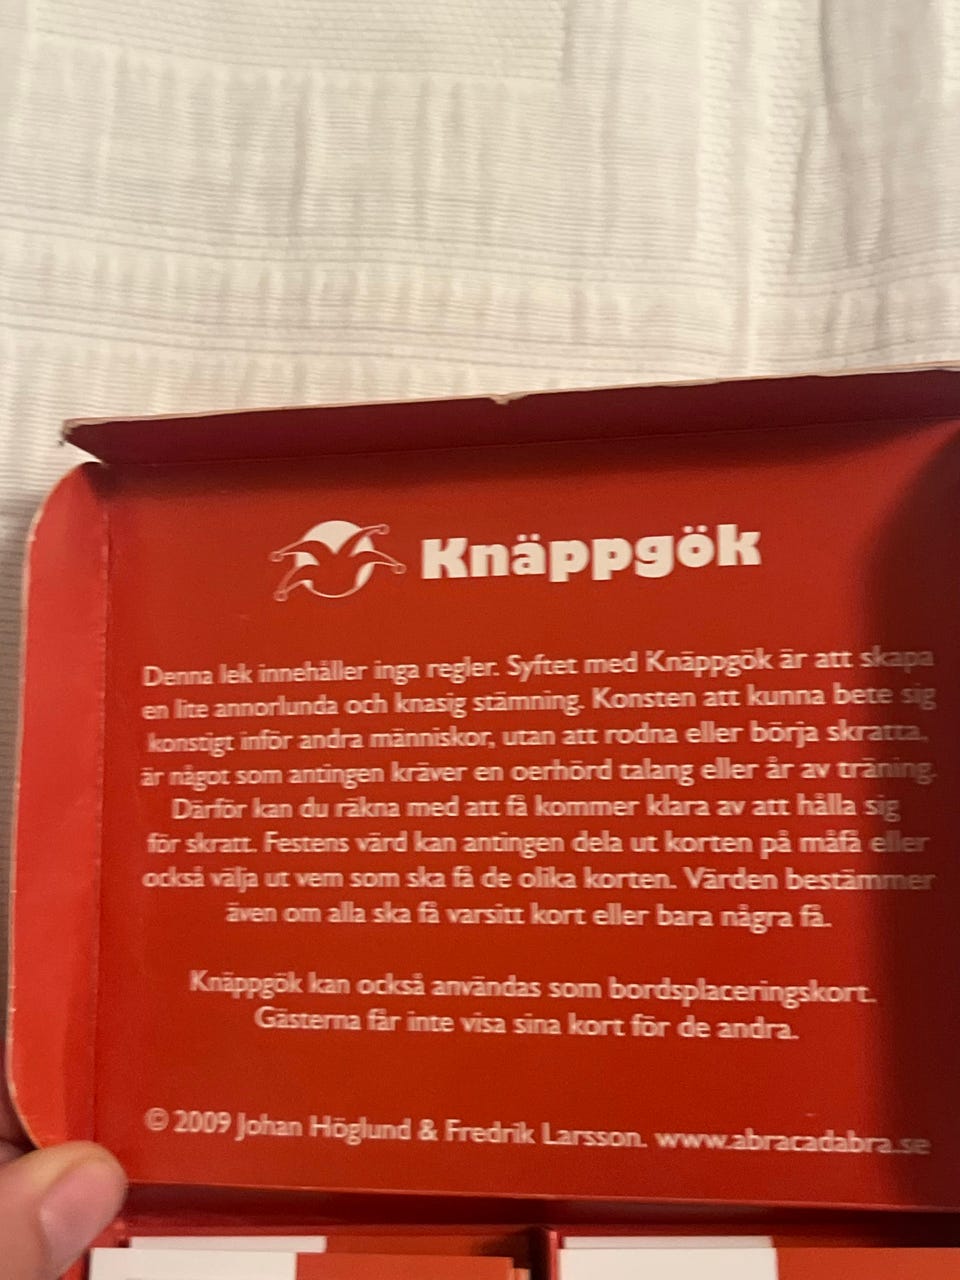 Knäppgök
Denna lek innehåller inga regler. Syftet med Knäppgök är att skapa
en lite annorlunda och knasig stämning. Konsten att kunna bete sig
konstigt inför andra människor, utan att rodna eller börja skratta,
är något som antingen kräver en oerhörd talang eller år av träning.
Därför kan du räkna med att få kommer klara av att hålla sig
för skratt. Festens värd kan antingen dela ut korten på måfå eller
också välja ut vem som ska få de olika korten. Värden bestämmer
även om alla ska få varsitt kort eller bara några få.
Knäppgök kan också användas som bordsplaceringskort.
Gästerna får inte visa sina kort för de andra.
© 2009 Johan Höglund & Fredrik Larsson. www.abracadabra.se